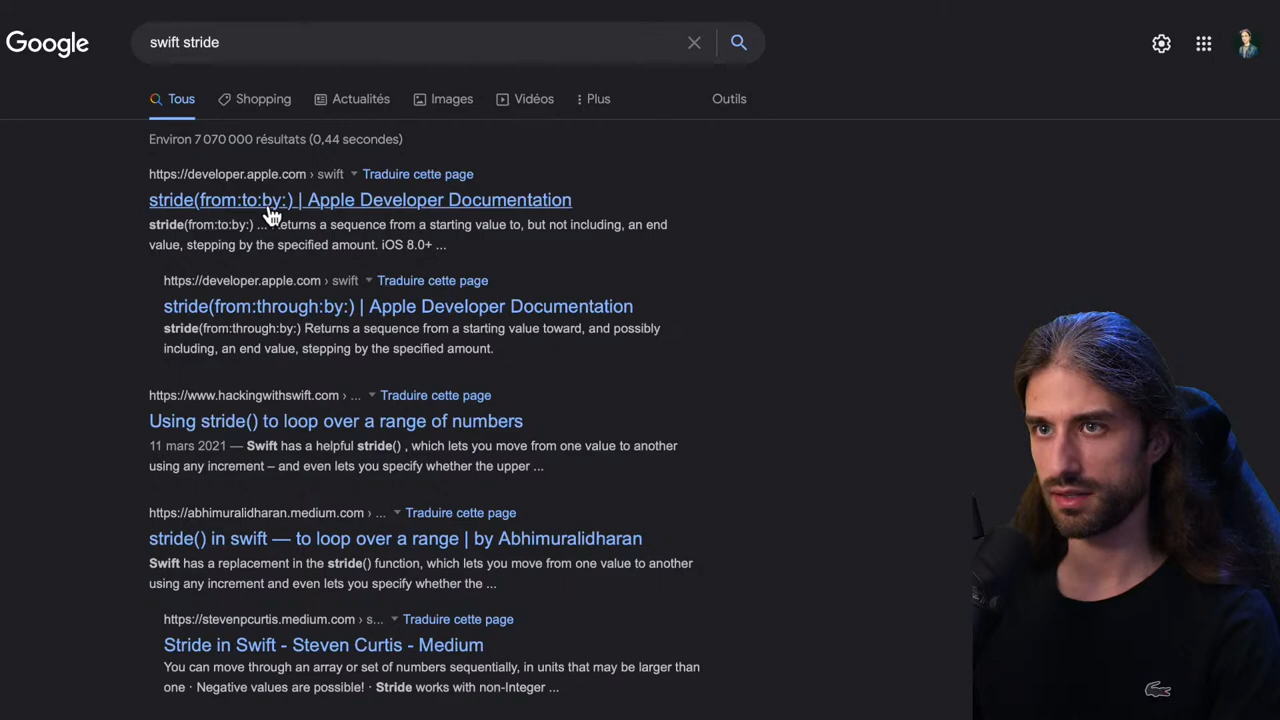 Google
swift stride
Tous Shopping Actualités Images Vidéos Plus Outils
Environ 7 070 000 résultats (0,44 secondes)
https://developer.apple.com › swift Traduire cette page
stride(from:to:by:) | Apple Developer Documentation
stride(from:to:by:) ... Returns a sequence from a starting value to, but not including, an end
value, stepping by the specified amount. iOS 8.0+ ...
https://developer.apple.com › swift Traduire cette page
stride(from:through:by:) | Apple Developer Documentation
stride(from:through:by:) Returns a sequence from a starting value toward, and possibly
including, an end value, stepping by the specified amount.
https://www.hackingwithswift.com › ... Traduire cette page
Using stride() to loop over a range of numbers
11 mars 2021 — Swift has a helpful stride() , which lets you move from one value to another
using any increment – and even lets you specify whether the upper ...
https://abhimuralidharan.medium.com › ... Traduire cette page
stride() in swift — to loop over a range | by Abhimuralidharan
Swift has a replacement in the stride() function, which lets you move from one value to another
using any increment and even lets you specify whether the ...
https://stevenpcurtis.medium.com › s... Traduire cette page
Stride in Swift - Steven Curtis - Medium
You can move through an array or set of numbers sequentially, in units that may be larger than
one · Negative values are possible! · Stride works with non-Integer ...